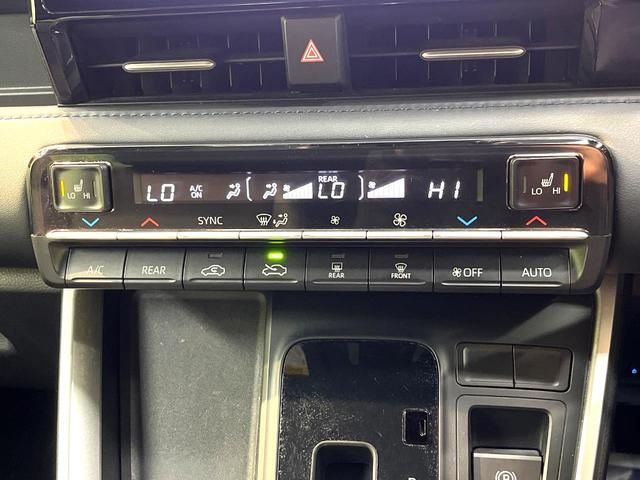 LO HI
LO A/C ON REAR LO HI
LO HI
SYNC
A/C REAR REAR FRONT OFF AUTO
P